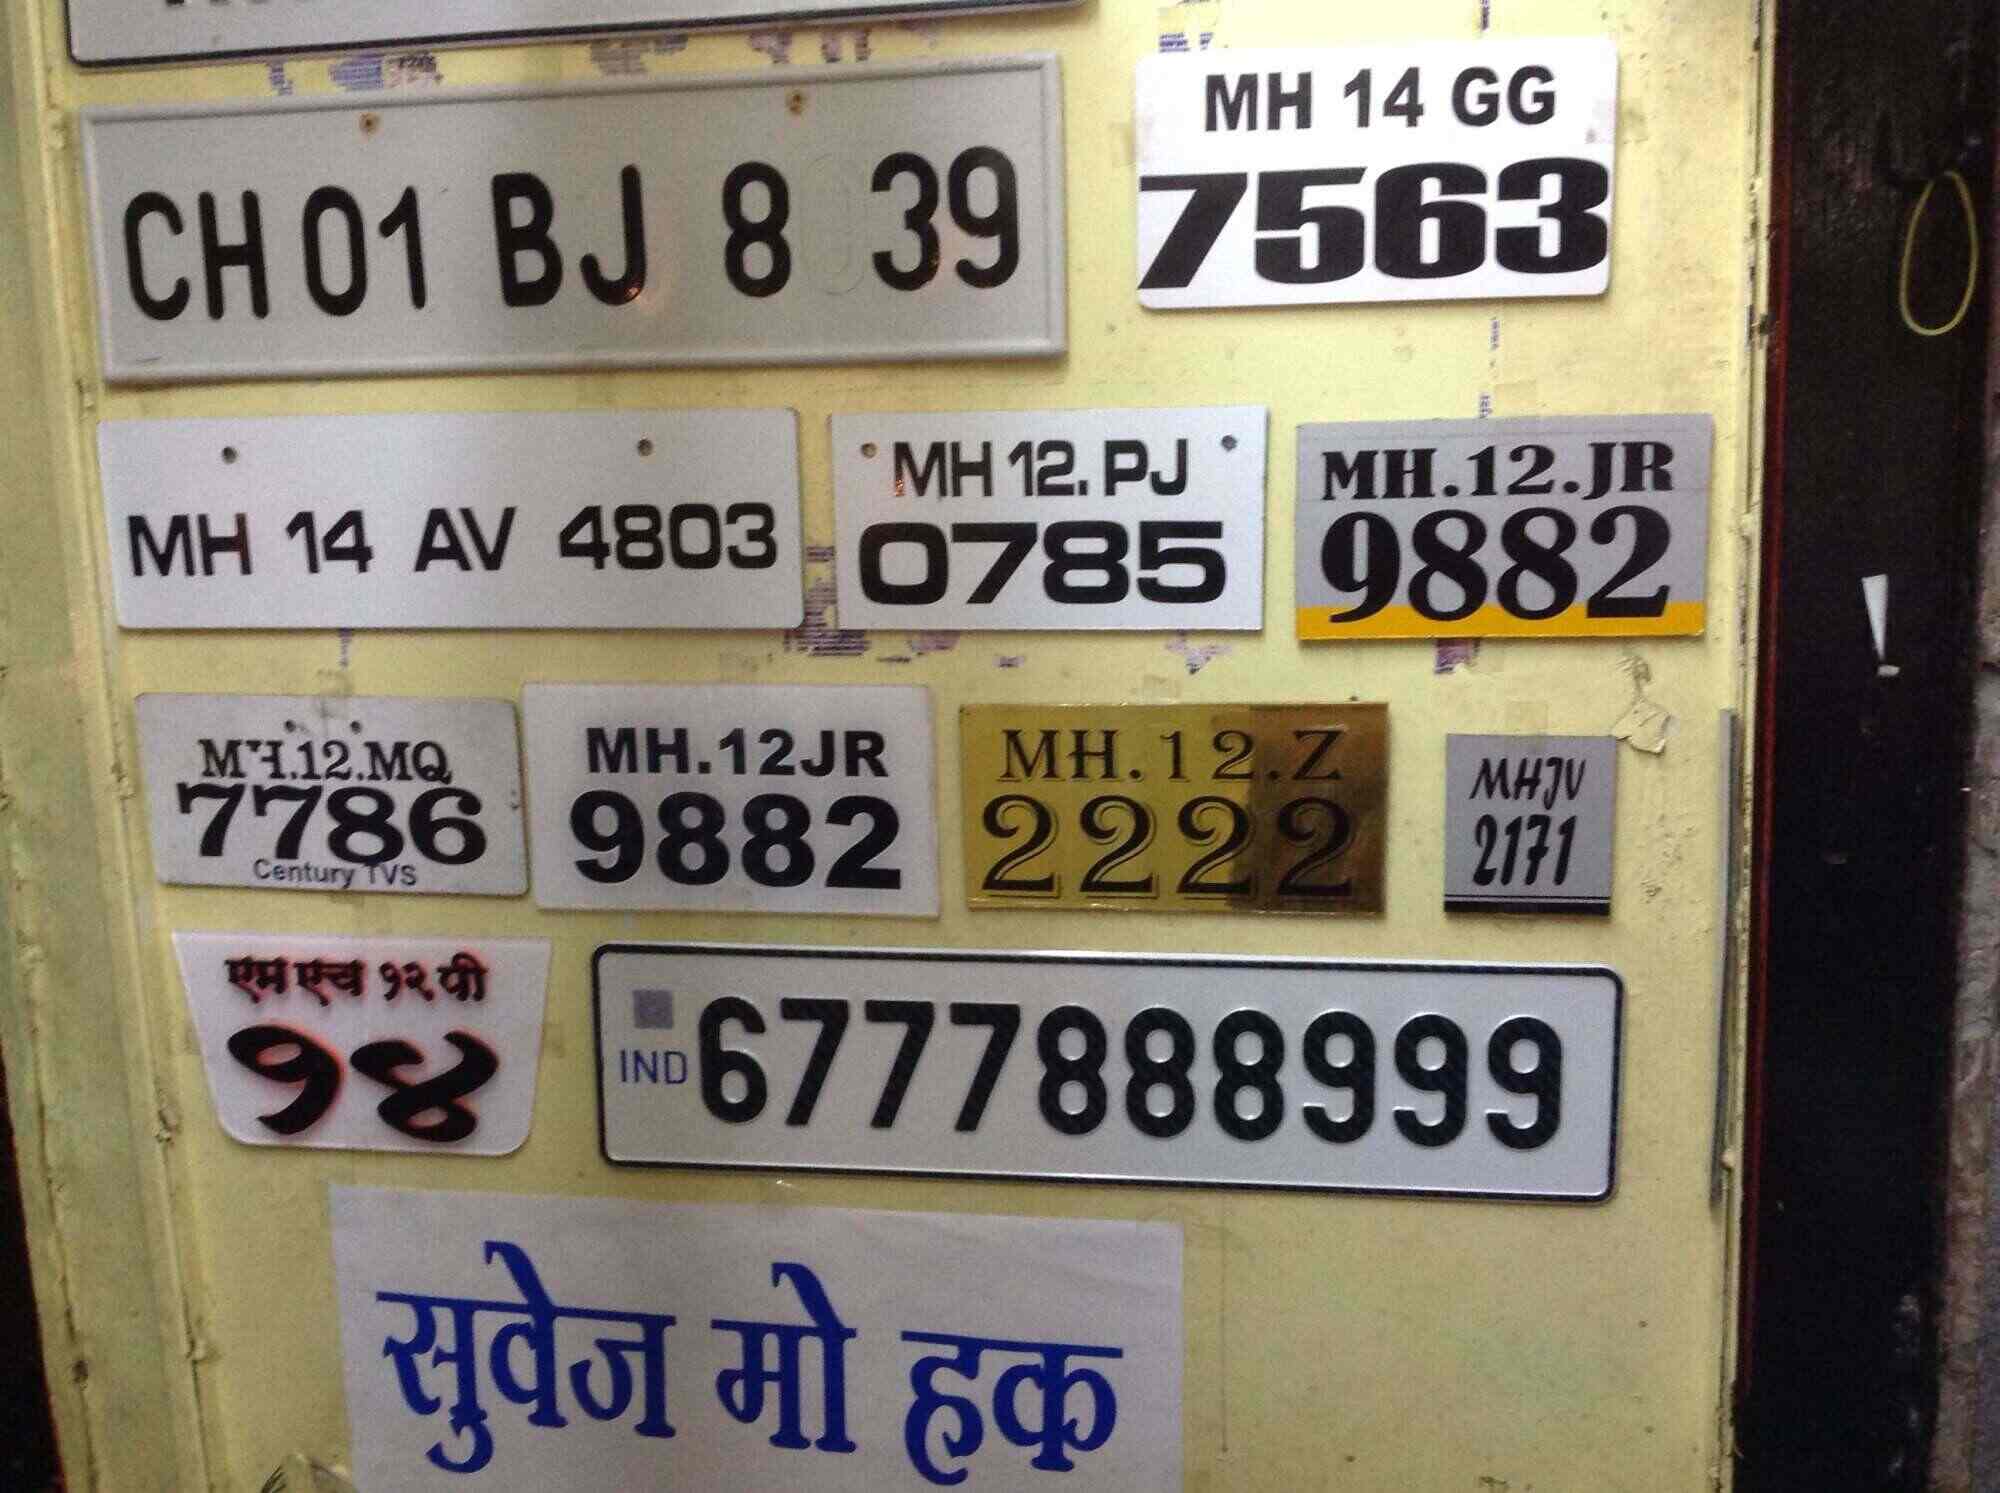 CH 01 BJ 8 39
MH 14 GG
7563
MH 14 AV 4803
MH 12. PJ
0785
MH.12.JR
9882
MH.12.MQ
7786
Century TVS
MH.12JR
9882
MH.12.Z
2222
MHJV
2171
एम एच १२ पी
१४
IND 6777888999
सुवेज मो हक